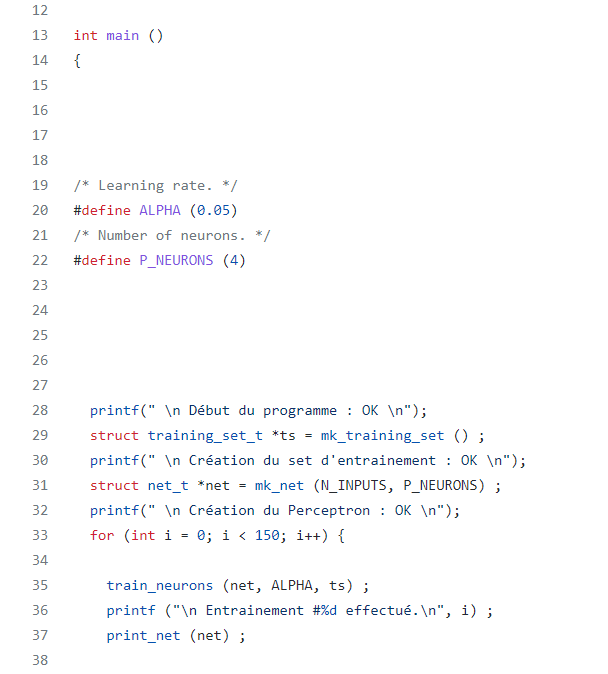 12
13 int main ()
14 {
15
16
17
18
19 /* Learning rate. */
20 #define ALPHA (0.05)
21 /* Number of neurons. */
22 #define P_NEURONS (4)
23
24
25
26
27
28 printf(" \n Début du programme : OK \n");
29 struct training_set_t *ts = mk_training_set () ;
30 printf(" \n Création du set d'entrainement : OK \n");
31 struct net_t *net = mk_net (N_INPUTS, P_NEURONS) ;
32 printf(" \n Création du Perceptron : OK \n");
33 for (int i = 0; i < 150; i++) {
34
35 train_neurons (net, ALPHA, ts) ;
36 printf ("\n Entrainement #%d effectué.\n", i) ;
37 print_net (net) ;
38